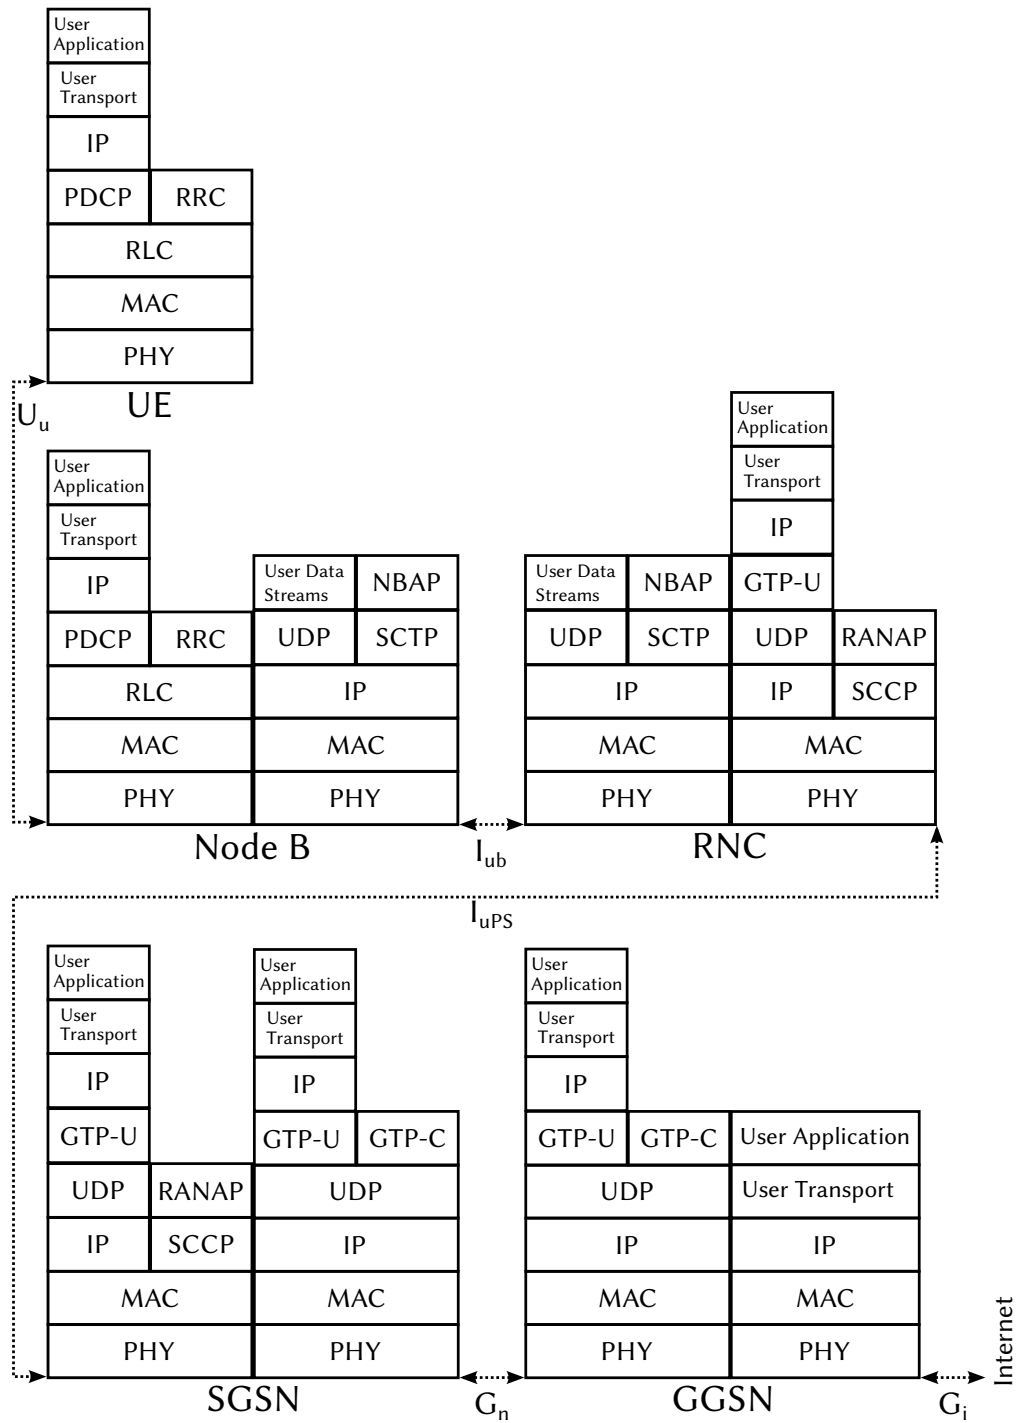 User
Application
User
Transport
IP
PDCP RRC
RLC
MAC
PHY
UE
U_u
User
Application
User
Transport
IP
PDCP RRC
RLC
MAC
PHY
User Data
Streams
NBAP
UDP SCTP
IP
MAC
PHY
Node B
I_ub
User Data
Streams
NBAP
UDP SCTP
IP
MAC
PHY
User
Application
User
Transport
IP
GTP-U
UDP RANAP
IP SCCP
MAC
PHY
RNC
I_uPS
User
Application
User
Transport
IP
GTP-U
UDP RANAP
IP SCCP
MAC
PHY
User
Application
User
Transport
IP
GTP-U GTP-C
UDP
IP
MAC
PHY
SGSN
G_n
User
Application
User
Transport
IP
GTP-U GTP-C
UDP
IP
MAC
PHY
User Application
User Transport
IP
MAC
PHY
GGSN
G_i
Internet